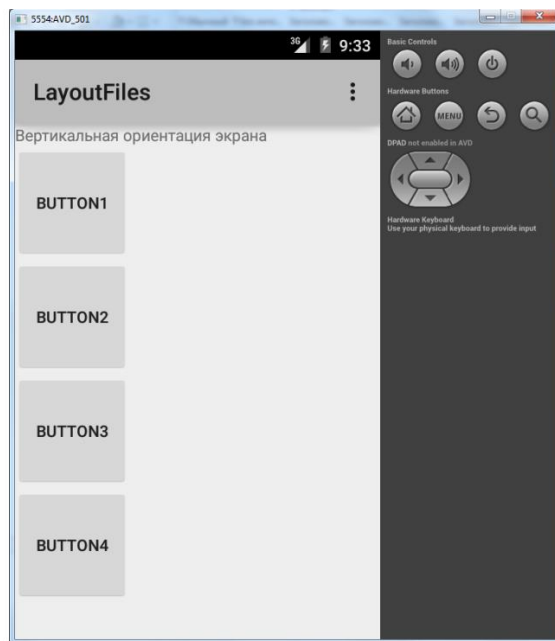 5554:AVD_501
3G 9:33
LayoutFiles
Вертикальная ориентация экрана
BUTTON1
BUTTON2
BUTTON3
BUTTON4
Basic Controls
Hardware Buttons
MENU
DPAD not enabled in AVD
Hardware Keyboard
Use your physical keyboard to provide input